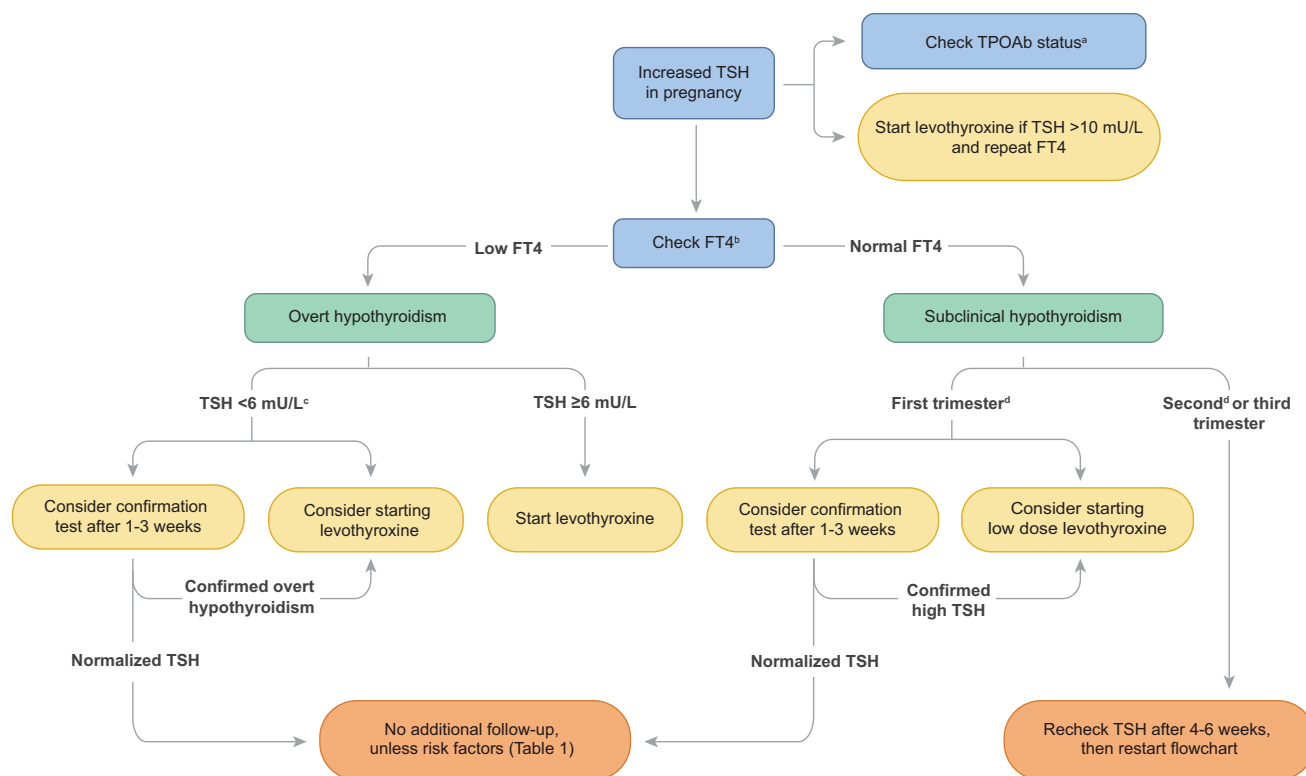 Check TPOAb statusᵃ
Increased TSH
in pregnancy
Start levothyroxine if TSH >10 mU/L
and repeat FT4
Check FT4ᵇ
Low FT4
Normal FT4
Overt hypothyroidism
Subclinical hypothyroidism
TSH <6 mU/Lᶜ
TSH ≥6 mU/L
First trimesterᵈ
Secondᵈ or third
trimester
Consider confirmation
test after 1-3 weeks
Consider starting
levothyroxine
Start levothyroxine
Consider confirmation
test after 1-3 weeks
Consider starting
low dose levothyroxine
Confirmed overt
hypothyroidism
Confirmed
high TSH
Normalized TSH
Normalized TSH
No additional follow-up,
unless risk factors (Table 1)
Recheck TSH after 4-6 weeks,
then restart flowchart